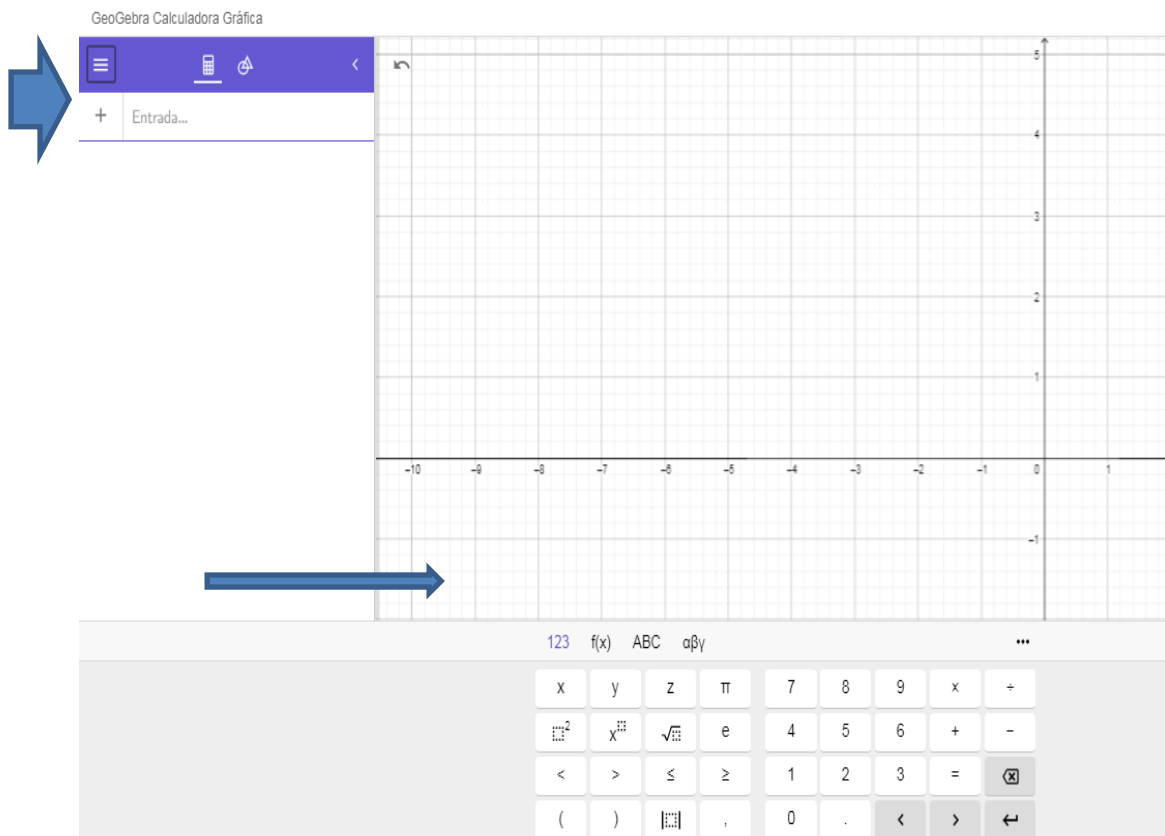 GeoGebra Calculadora Gráfica
+ Entrada...
5
4
3
2
1
–10 –9 –8 –7 –6 –5 –4 –3 –2 –1 0 1
–1
123 f(x) ABC αβγ •••
x y z π 7 8 9 × ÷
□² x□ √□ e 4 5 6 + −
< > ≤ ≥ 1 2 3 =
( ) |□| , 0 . < >